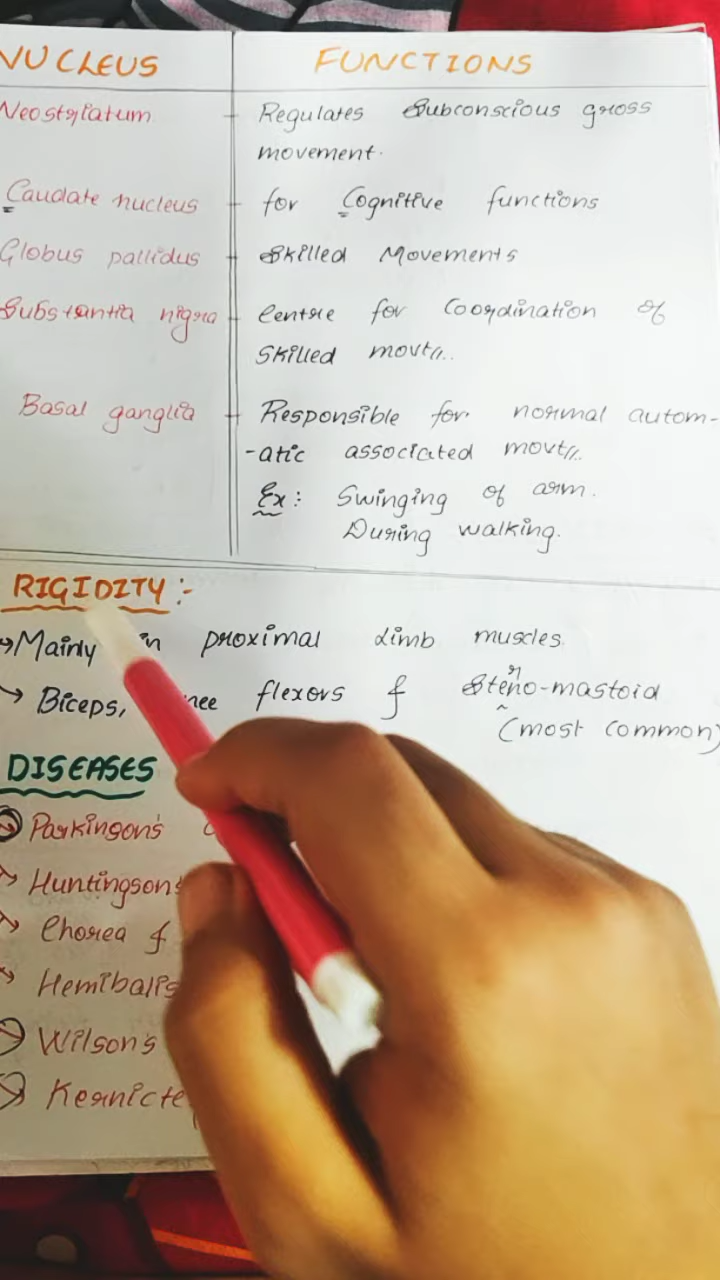 NUCLEUS FUNCTIONS
Neostriatum - Regulates Subconscious gross
movement.
Caudate nucleus - for Cognitive functions
Globus pallidus - Skilled Movements
Substantia nigra - Centre for Coordination of
Skilled movt//..
Basal ganglia - Responsible for normal autom-
-atic associated movt//.
Ex: Swinging of arm.
During walking.
RIGIDITY :-
→ Mainly in proximal limb muscles
→ Biceps, flexors & Sterno-mastoid
(most common)
DISEASES
Parkingon's
Huntingson's
Chorea &
Hemibalis
Wilson's
Kernicte